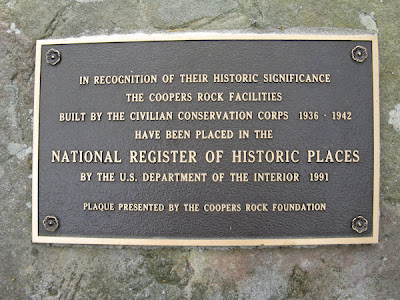 IN RECOGNITION OF THEIR HISTORIC SIGNIFICANCE
THE COOPERS ROCK FACILITIES
BUILT BY THE CIVILIAN CONSERVATION CORPS 1936 - 1942
HAVE BEEN PLACED IN THE
NATIONAL REGISTER OF HISTORIC PLACES
BY THE U.S. DEPARTMENT OF THE INTERIOR 1991
PLAQUE PRESENTED BY THE COOPERS ROCK FOUNDATION